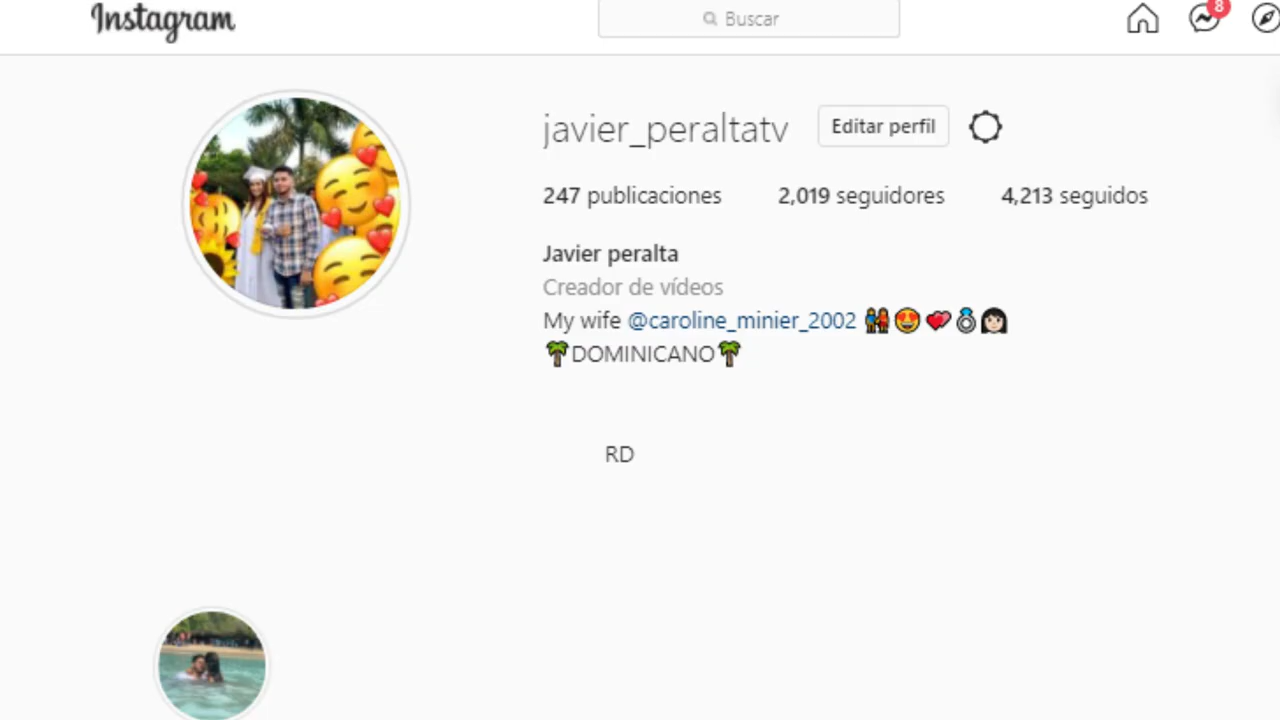 Instagram
Buscar
8
javier_peraltatv Editar perfil
247 publicaciones 2,019 seguidores 4,213 seguidos
Javier peralta
Creador de vídeos
My wife @caroline_minier_2002 👫😍💕💍👩🏻
🌴DOMINICANO🌴
RD